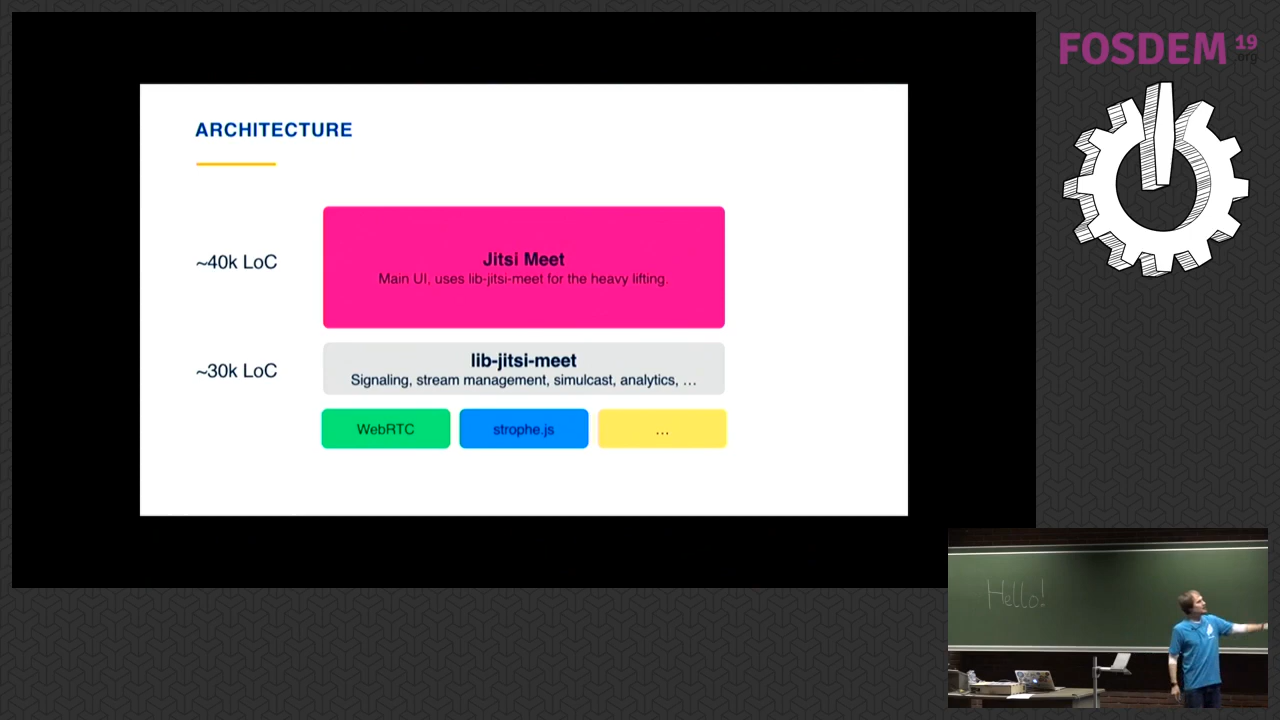 FOSDEM 19
.org
ARCHITECTURE
~40k LoC
Jitsi Meet
Main UI, uses lib-jitsi-meet for the heavy lifting.
~30k LoC
lib-jitsi-meet
Signaling, stream management, simulcast, analytics, …
WebRTC
strophe.js
…
Hello!